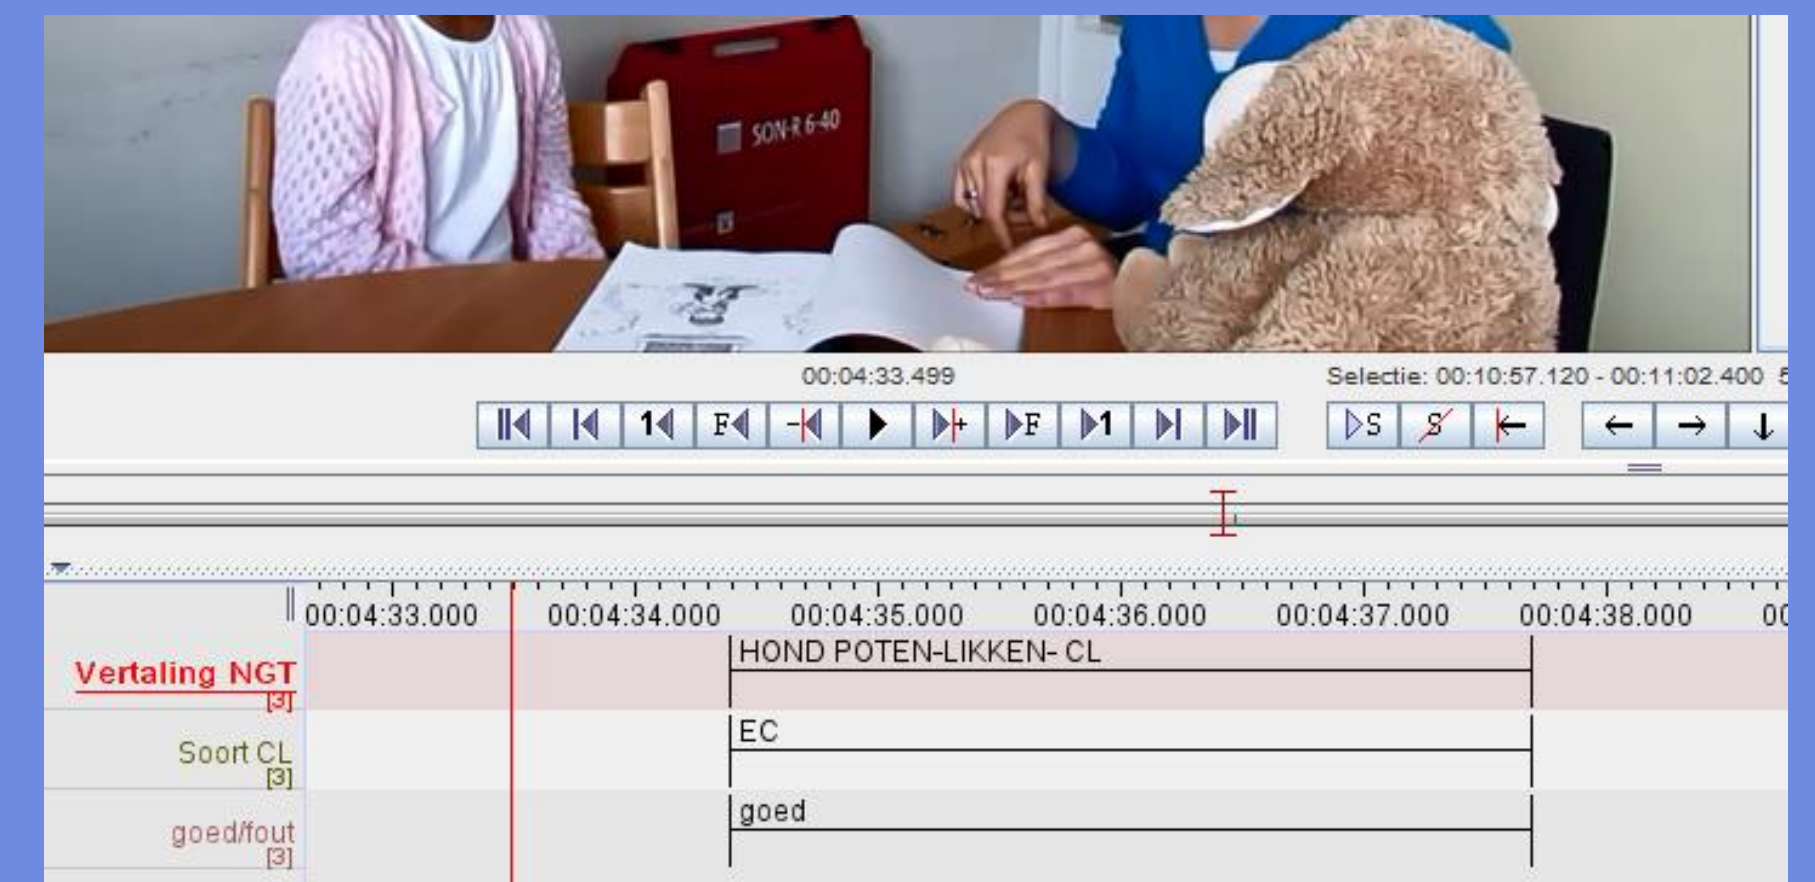 SON-R 6-40
00:04:33.499
Selectie: 00:10:57.120 - 00:11:02.400
1 F -  + F 1 S S
00:04:33.000 00:04:34.000 00:04:35.000 00:04:36.000 00:04:37.000 00:04:38.000 00
Vertaling NGT
[3]
HOND POTEN-LIKKEN- CL
Soort CL
[3]
EC
goed/fout
[3]
goed